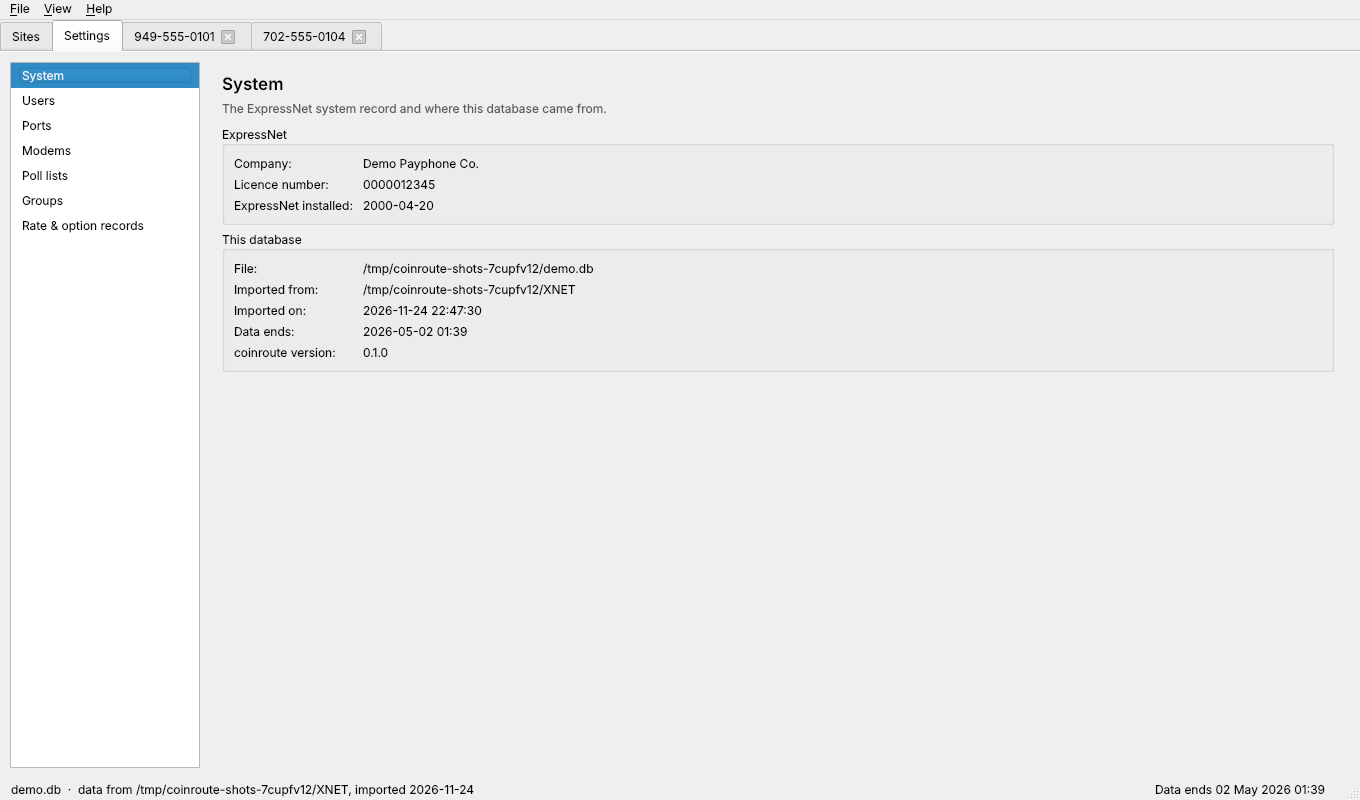 File View Help
Sites Settings 949-555-0101 702-555-0104
System
Users
Ports
Modems
Poll lists
Groups
Rate & option records
System
The ExpressNet system record and where this database came from.
ExpressNet
Company: Demo Payphone Co.
Licence number: 0000012345
ExpressNet installed: 2000-04-20
This database
File: /tmp/coinroute-shots-7cupfv12/demo.db
Imported from: /tmp/coinroute-shots-7cupfv12/XNET
Imported on: 2026-11-24 22:47:30
Data ends: 2026-05-02 01:39
coinroute version: 0.1.0
demo.db · data from /tmp/coinroute-shots-7cupfv12/XNET, imported 2026-11-24 Data ends 02 May 2026 01:39